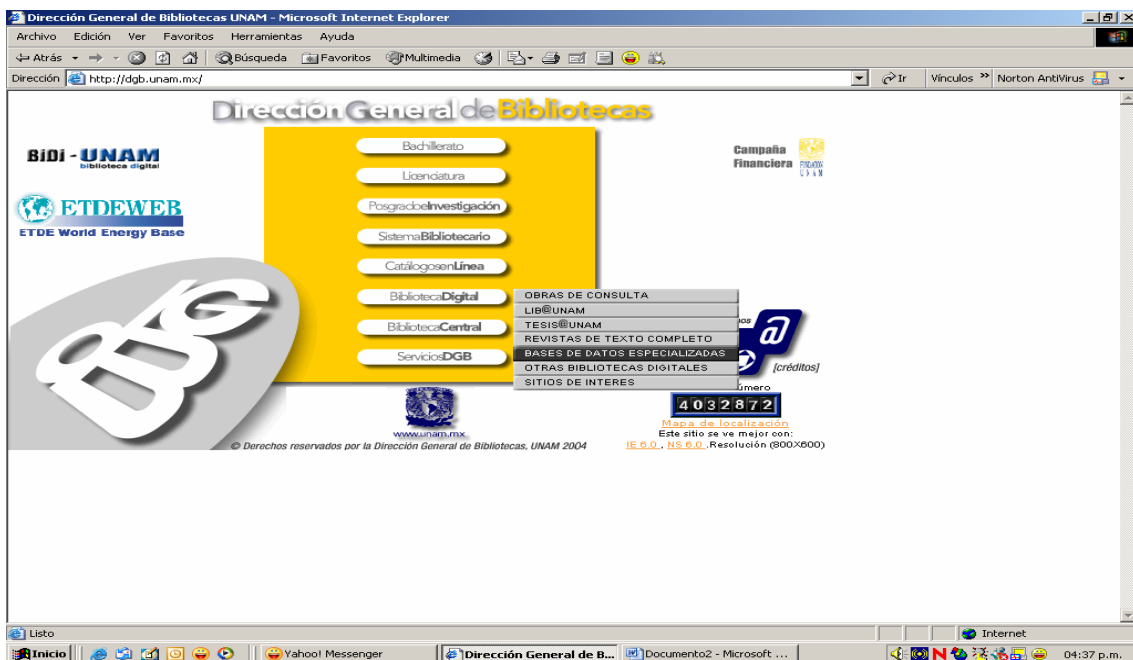 Dirección General de Bibliotecas UNAM - Microsoft Internet Explorer
Archivo Edición Ver Favoritos Herramientas Ayuda
Atrás Búsqueda Favoritos Multimedia
Dirección http://dgb.unam.mx/ Ir Vínculos » Norton AntiVirus
Dirección General de Bibliotecas
BiDi - UNAM
biblioteca digital
ETDEWEB
ETDE World Energy Base
Campaña
Financiera
FUNDACIÓN
UNAM
Bachillerato
Licenciatura
PosgradoeInvestigación
SistemaBibliotecario
CatálogosenLínea
BibliotecaDigital
BibliotecaCentral
ServiciosDGB
OBRAS DE CONSULTA
LIB@UNAM
TESIS@UNAM
REVISTAS DE TEXTO COMPLETO
BASES DE DATOS ESPECIALIZADAS
OTRAS BIBLIOTECAS DIGITALES
SITIOS DE INTERES
DGB
nos
@
[créditos]
úmero
4032872
Mapa de localización
Este sitio se ve mejor con:
IE 6.0 , NS 6.0 .Resolución (800X600)
www.unam.mx
© Derechos reservados por la Dirección General de Bibliotecas, UNAM 2004
Listo Internet
Inicio Yahoo! Messenger Dirección General de B... Documento2 - Microsoft ... 04:37 p.m.